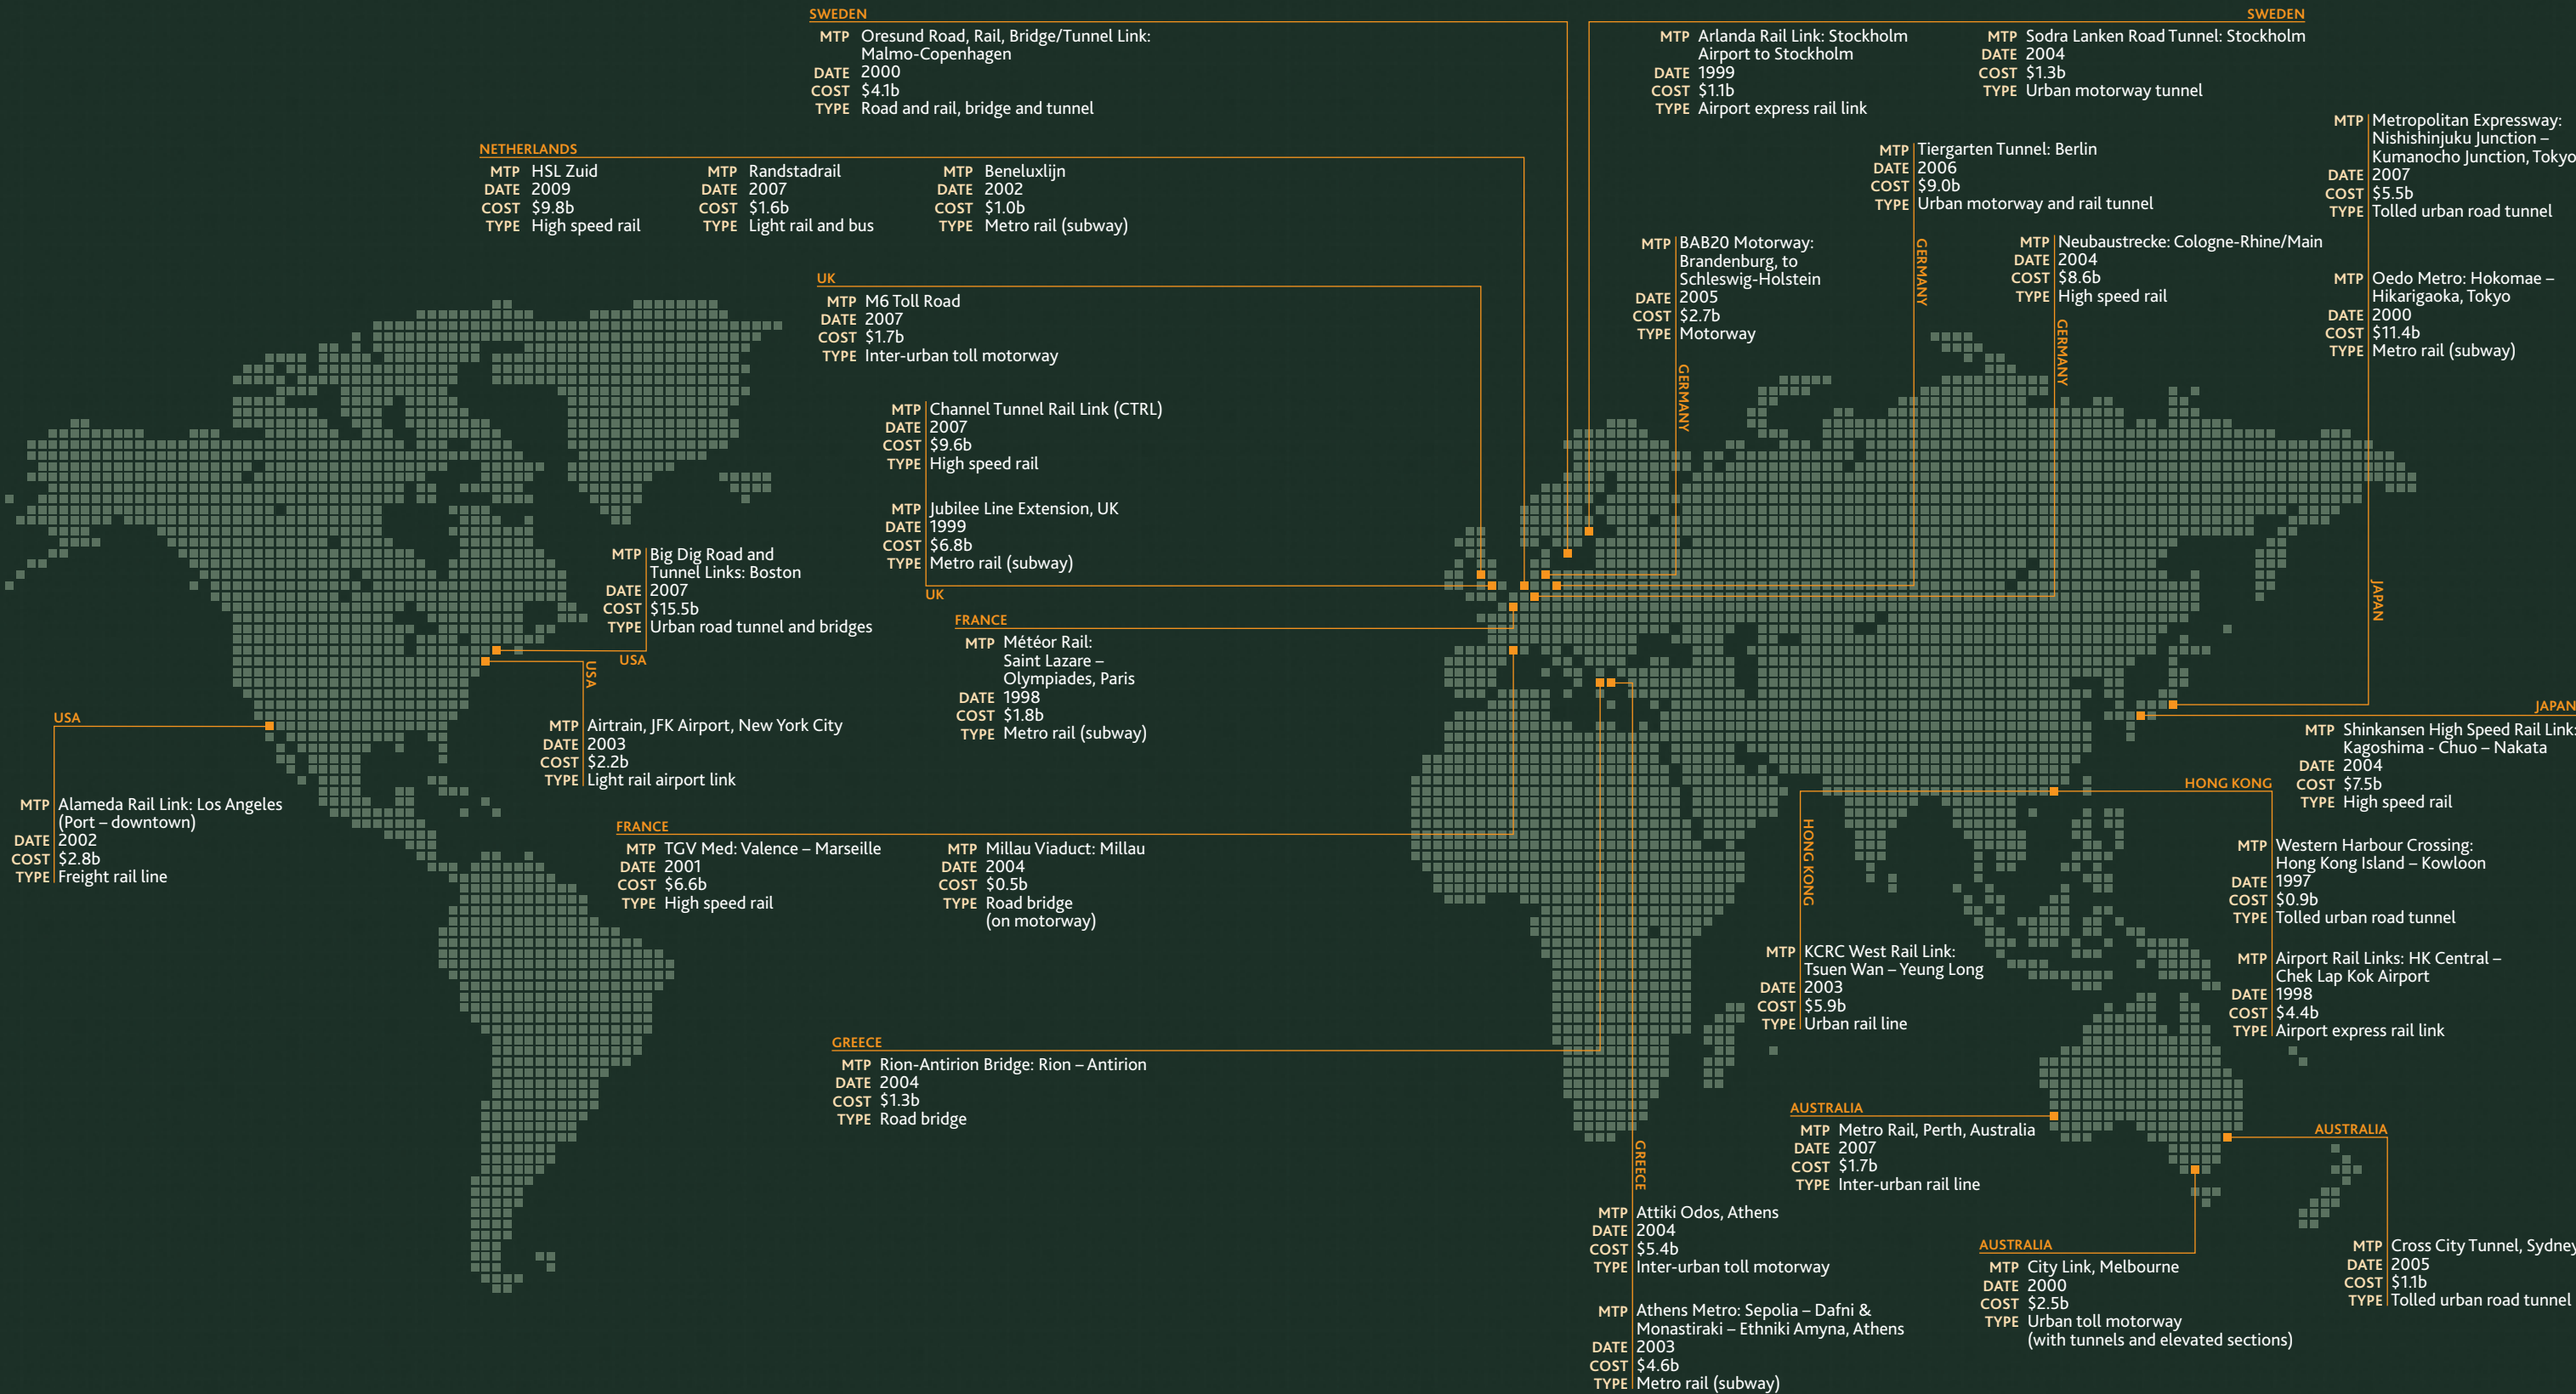 SWEDEN
MTP Oresund Road, Rail, Bridge/Tunnel Link:
Malmo-Copenhagen
DATE 2000
COST $4.1b
TYPE Road and rail, bridge and tunnel
SWEDEN
MTP Arlanda Rail Link: Stockholm
Airport to Stockholm
DATE 1999
COST $1.1b
TYPE Airport express rail link
MTP Sodra Lanken Road Tunnel: Stockholm
DATE 2004
COST $1.3b
TYPE Urban motorway tunnel
NETHERLANDS
MTP HSL Zuid
DATE 2009
COST $9.8b
TYPE High speed rail
MTP Randstadrail
DATE 2007
COST $1.6b
TYPE Light rail and bus
MTP Beneluxlijn
DATE 2002
COST $1.0b
TYPE Metro rail (subway)
MTP Tiergarten Tunnel: Berlin
DATE 2006
COST $9.0b
TYPE Urban motorway and rail tunnel
GERMANY
MTP Metropolitan Expressway:
Nishishinjuku Junction –
Kumanocho Junction, Tokyo
DATE 2007
COST $5.5b
TYPE Tolled urban road tunnel
MTP Oedo Metro: Hokomae –
Hikarigaoka, Tokyo
DATE 2000
COST $11.4b
TYPE Metro rail (subway)
JAPAN
MTP BAB20 Motorway:
Brandenburg, to
Schleswig-Holstein
DATE 2005
COST $2.7b
TYPE Motorway
GERMANY
MTP Neubaustrecke: Cologne-Rhine/Main
DATE 2004
COST $8.6b
TYPE High speed rail
GERMANY
UK
MTP M6 Toll Road
DATE 2007
COST $1.7b
TYPE Inter-urban toll motorway
MTP Channel Tunnel Rail Link (CTRL)
DATE 2007
COST $9.6b
TYPE High speed rail
MTP Jubilee Line Extension, UK
DATE 1999
COST $6.8b
TYPE Metro rail (subway)
UK
MTP Big Dig Road and
Tunnel Links: Boston
DATE 2007
COST $15.5b
TYPE Urban road tunnel and bridges
USA
FRANCE
MTP Météor Rail:
Saint Lazare –
Olympiades, Paris
DATE 1998
COST $1.8b
TYPE Metro rail (subway)
USA
MTP Airtrain, JFK Airport, New York City
DATE 2003
COST $2.2b
TYPE Light rail airport link
USA
MTP Alameda Rail Link: Los Angeles
(Port – downtown)
DATE 2002
COST $2.8b
TYPE Freight rail line
JAPAN
MTP Shinkansen High Speed Rail Link:
Kagoshima - Chuo – Nakata
DATE 2004
COST $7.5b
TYPE High speed rail
FRANCE
MTP TGV Med: Valence – Marseille
DATE 2001
COST $6.6b
TYPE High speed rail
MTP Millau Viaduct: Millau
DATE 2004
COST $0.5b
TYPE Road bridge
(on motorway)
HONG KONG
MTP Western Harbour Crossing:
Hong Kong Island – Kowloon
DATE 1997
COST $0.9b
TYPE Tolled urban road tunnel
MTP Airport Rail Links: HK Central –
Chek Lap Kok Airport
DATE 1998
COST $4.4b
TYPE Airport express rail link
HONG KONG
MTP KCRC West Rail Link:
Tsuen Wan – Yeung Long
DATE 2003
COST $5.9b
TYPE Urban rail line
GREECE
MTP Rion-Antirion Bridge: Rion – Antirion
DATE 2004
COST $1.3b
TYPE Road bridge
AUSTRALIA
MTP Metro Rail, Perth, Australia
DATE 2007
COST $1.7b
TYPE Inter-urban rail line
GREECE
MTP Attiki Odos, Athens
DATE 2004
COST $5.4b
TYPE Inter-urban toll motorway
MTP Athens Metro: Sepolia – Dafni &
Monastiraki – Ethniki Amyna, Athens
DATE 2003
COST $4.6b
TYPE Metro rail (subway)
AUSTRALIA
MTP City Link, Melbourne
DATE 2000
COST $2.5b
TYPE Urban toll motorway
(with tunnels and elevated sections)
AUSTRALIA
MTP Cross City Tunnel, Sydney
DATE 2005
COST $1.1b
TYPE Tolled urban road tunnel